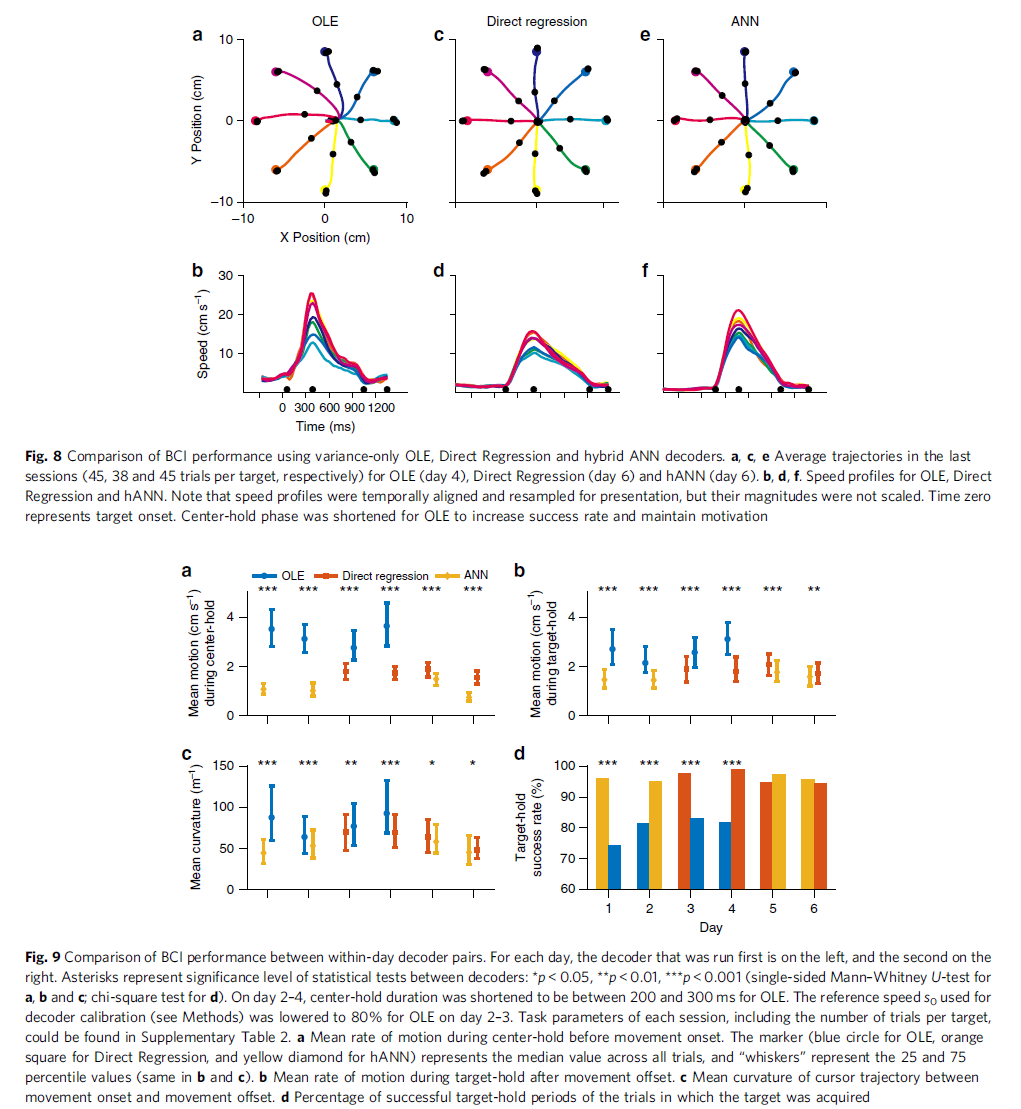 OLE Direct regression ANN
a c e
10
0
−10
Y Position (cm)
−10 0 10
X Position (cm)
b d f
30
20
10
Speed (cm s−1)
0 300 600 900 1200
Time (ms)
Fig. 8 Comparison of BCI performance using variance-only OLE, Direct Regression and hybrid ANN decoders. a, c, e Average trajectories in the last
sessions (45, 38 and 45 trials per target, respectively) for OLE (day 4), Direct Regression (day 6) and hANN (day 6). b, d, f. Speed profiles for OLE, Direct
Regression and hANN. Note that speed profiles were temporally aligned and resampled for presentation, but their magnitudes were not scaled. Time zero
represents target onset. Center-hold phase was shortened for OLE to increase success rate and maintain motivation
a
OLE Direct regression ANN
*** *** *** *** *** ***
4
2
0
Mean motion (cm s−1)
during center-hold
b
*** *** *** *** *** **
4
2
0
Mean motion (cm s−1)
during target-hold
c
*** *** ** *** * *
150
100
50
0
Mean curvature (m−1)
d
*** *** *** ***
100
90
80
70
60
Target-hold
success rate (%)
1 2 3 4 5 6
Day
Fig. 9 Comparison of BCI performance between within-day decoder pairs. For each day, the decoder that was run first is on the left, and the second on the
right. Asterisks represent significance level of statistical tests between decoders: *p < 0.05, **p < 0.01, ***p < 0.001 (single-sided Mann–Whitney U-test for
a, b and c; chi-square test for d). On day 2–4, center-hold duration was shortened to be between 200 and 300 ms for OLE. The reference speed s0 used for
decoder calibration (see Methods) was lowered to 80% for OLE on day 2–3. Task parameters of each session, including the number of trials per target,
could be found in Supplementary Table 2. a Mean rate of motion during center-hold before movement onset. The marker (blue circle for OLE, orange
square for Direct Regression, and yellow diamond for hANN) represents the median value across all trials, and “whiskers” represent the 25 and 75
percentile values (same in b and c). b Mean rate of motion during target-hold after movement offset. c Mean curvature of cursor trajectory between
movement onset and movement offset. d Percentage of successful target-hold periods of the trials in which the target was acquired